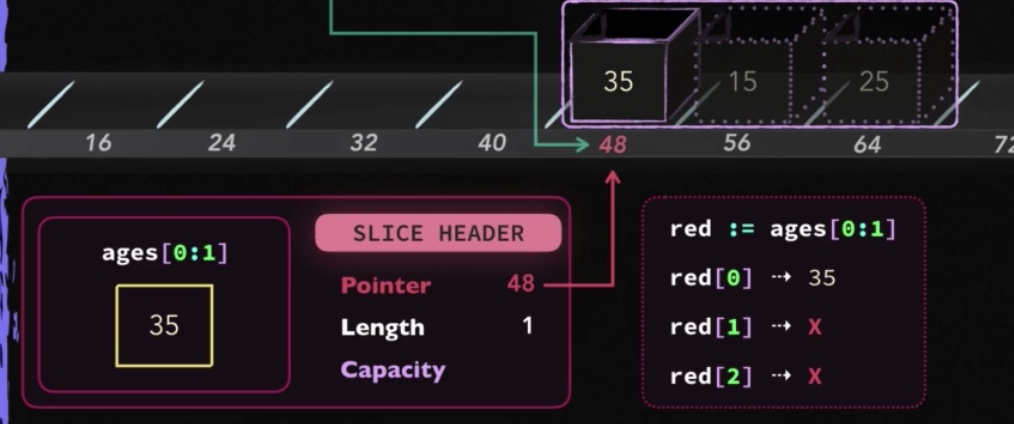 35 15 25
16 24 32 40 48 56 64 72
ages[0:1]
35
SLICE HEADER
Pointer 48
Length 1
Capacity
red := ages[0:1]
red[0] ⇢ 35
red[1] ⇢ X
red[2] ⇢ X